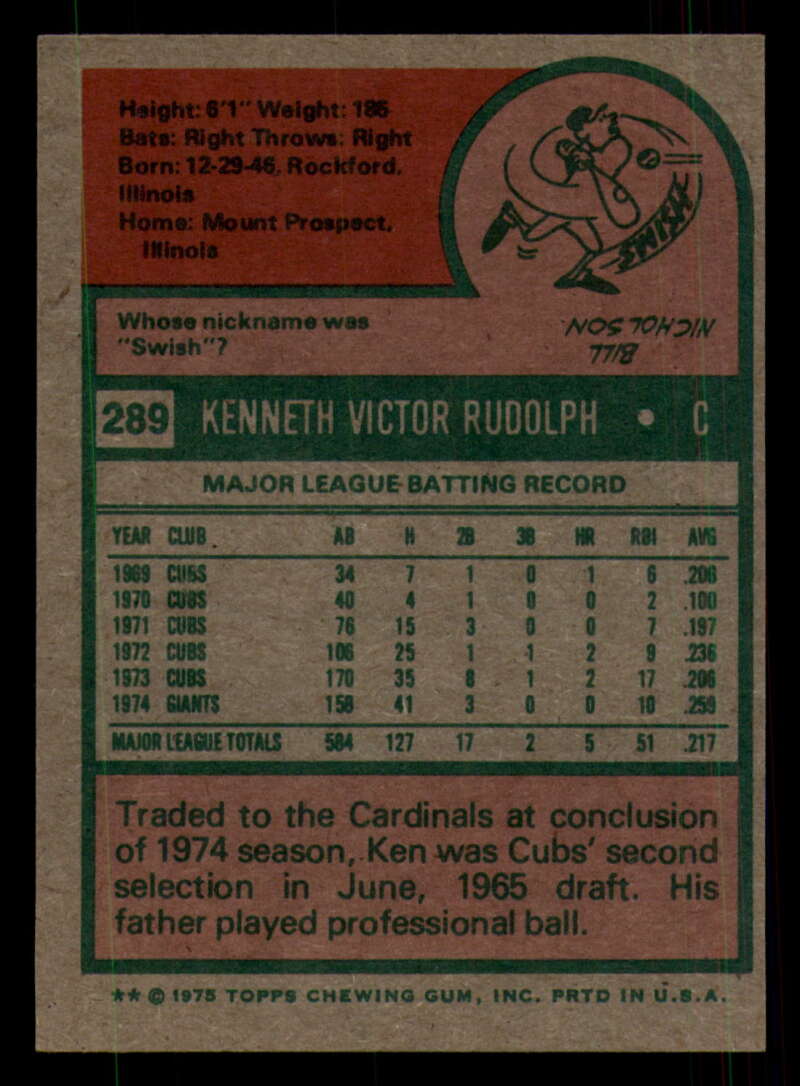 Height: 6'1" Weight: 185
Bats: Right Throws: Right
Born: 12-29-46, Rockford,
Illinois
Home: Mount Prospect,
Illinois
SWISH
Whose nickname was
"Swish"?
BILL
NICHOLSON
289 KENNETH VICTOR RUDOLPH • C
MAJOR LEAGUE BATTING RECORD
YEAR CLUB AB H 2B 3B HR RBI AVG
1969 CUBS 34 7 1 0 1 6 .206
1970 CUBS 40 4 1 0 0 2 .100
1971 CUBS 76 15 3 0 0 7 .197
1972 CUBS 106 25 1 1 2 9 .236
1973 CUBS 170 35 8 1 2 17 .206
1974 GIANTS 158 41 3 0 0 10 .259
MAJOR LEAGUE TOTALS 584 127 17 2 5 51 .217
Traded to the Cardinals at conclusion
of 1974 season, Ken was Cubs' second
selection in June, 1965 draft. His
father played professional ball.
** © 1975 TOPPS CHEWING GUM, INC. PRTD IN U.S.A.